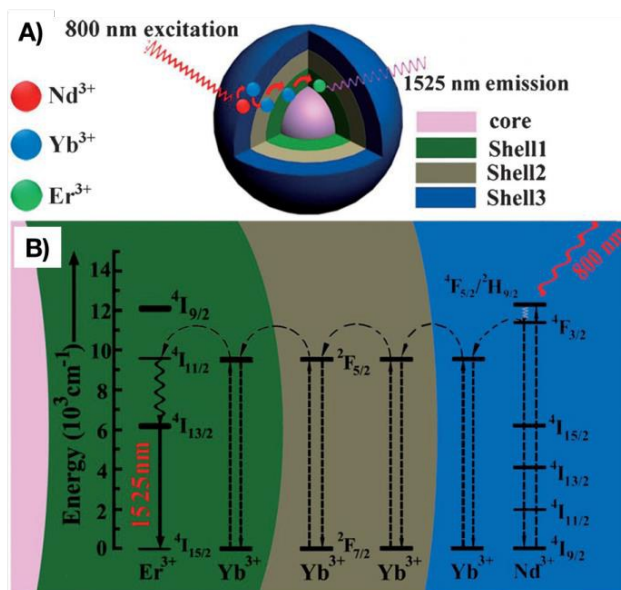 A)
800 nm excitation
Nd³⁺
Yb³⁺
Er³⁺
1525 nm emission
core
Shell1
Shell2
Shell3
B)
Energy (10³cm⁻¹)
14
12
10
8
6
4
2
0
⁴I₉/₂
⁴I₁₁/₂
⁴I₁₃/₂
1525nm
⁴I₁₅/₂
²F₅/₂
²F₇/₂
800 nm
⁴F₅/₂/²H₉/₂
⁴F₃/₂
⁴I₁₅/₂
⁴I₁₃/₂
⁴I₁₁/₂
⁴I₉/₂
Er³⁺ Yb³⁺ Yb³⁺ Yb³⁺ Yb³⁺ Nd³⁺